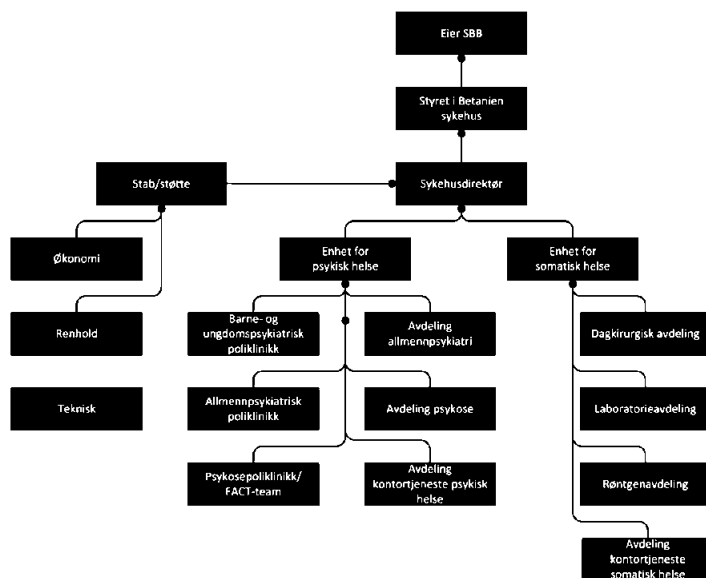 Eier SBB
Styret i Betanien
sykehus
Stab/støtte
Sykehusdirektør
Økonomi
Enhet for
psykisk helse
Enhet for
somatisk helse
Renhold
Barne- og
ungdomspsykiatrisk
poliklinikk
Avdeling
allmennpsykiatri
Dagkirurgisk avdeling
Teknisk
Allmennpsykiatrisk
poliklinikk
Avdeling psykose
Laboratorieavdeling
Psykosepoliklinikk/
FACT-team
Avdeling
kontortjeneste psykisk
helse
Røntgenavdeling
Avdeling
kontortjeneste
somatisk helse